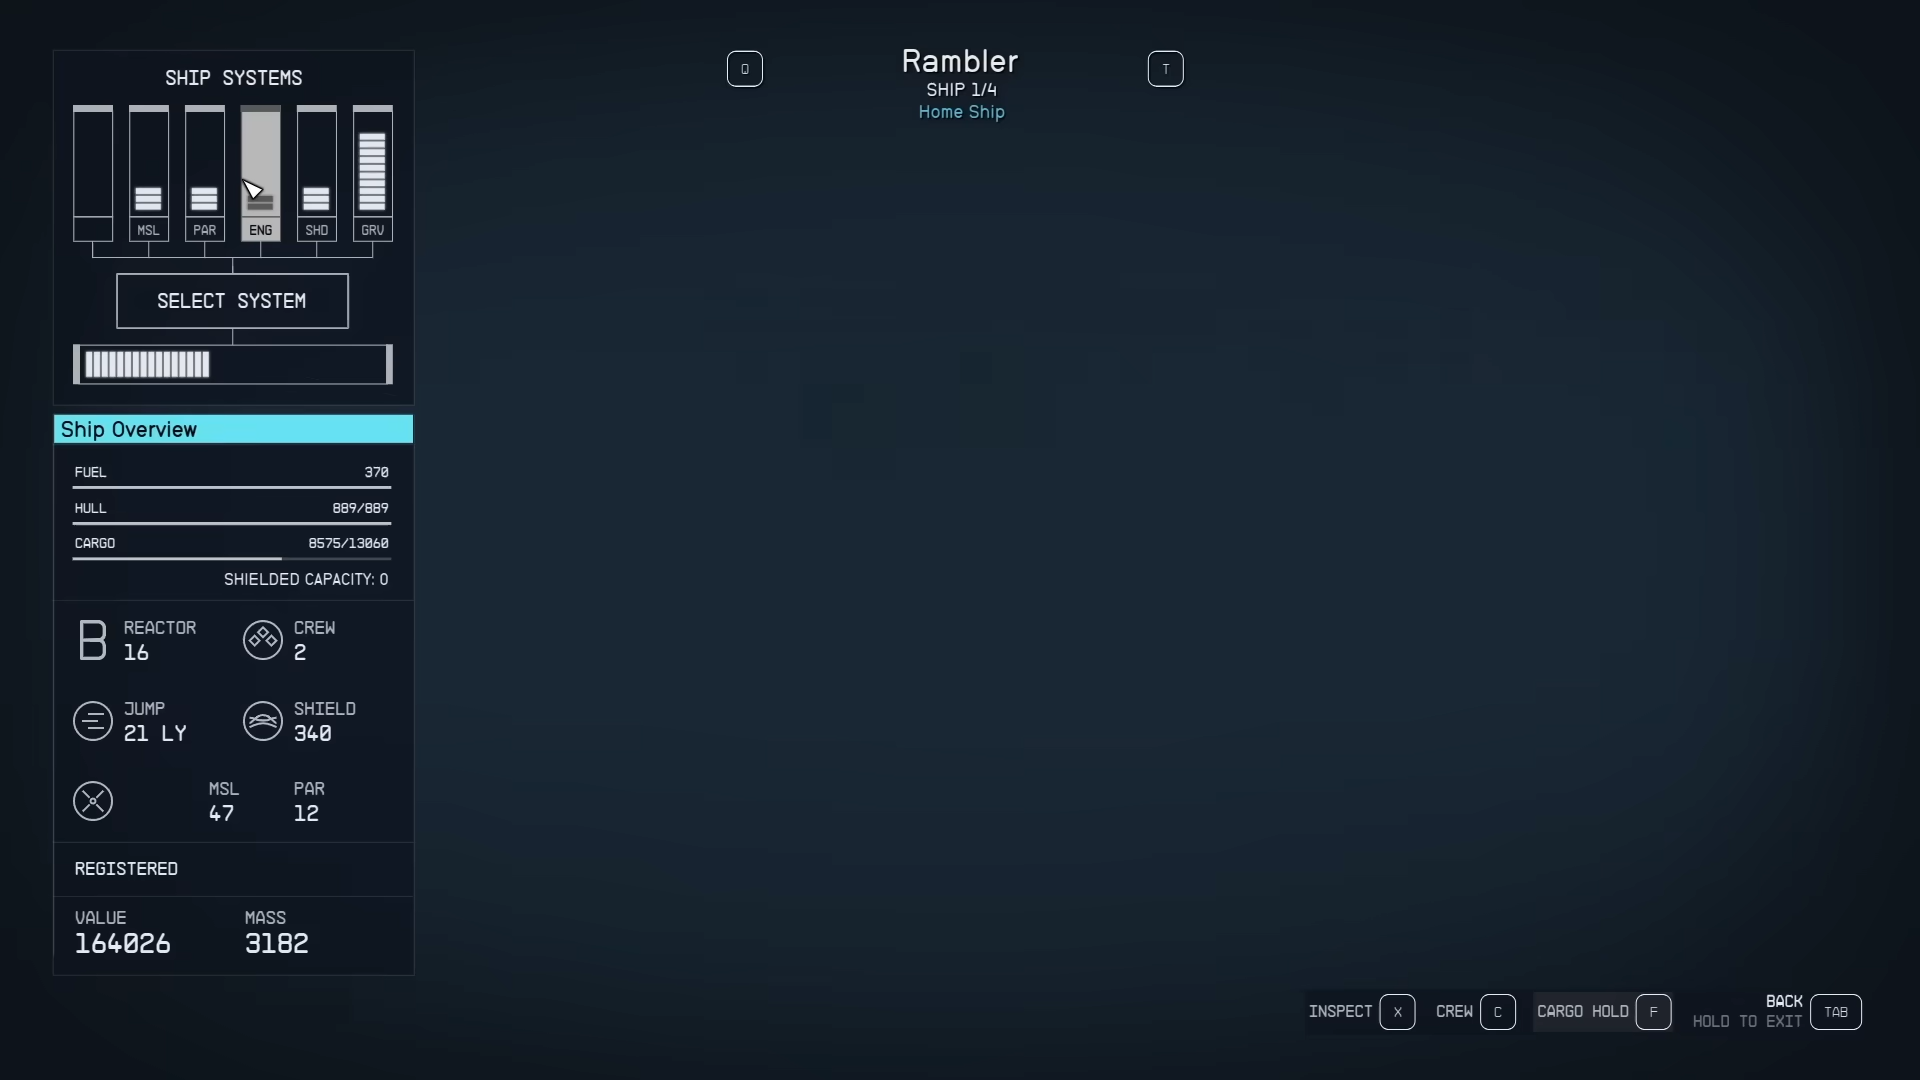 SHIP SYSTEMS
MSL PAR ENG SHD GRV
SELECT SYSTEM
Q
Rambler
T
SHIP 1/4
Home Ship
Ship Overview
FUEL 370
HULL 889/889
CARGO 8575/13060
SHIELDED CAPACITY: 0
B
REACTOR
16
CREW
2
JUMP
21 LY
SHIELD
340
MSL
47
PAR
12
REGISTERED
VALUE
164026
MASS
3182
INSPECT X
CREW C
CARGO HOLD F
BACK
HOLD TO EXIT
TAB